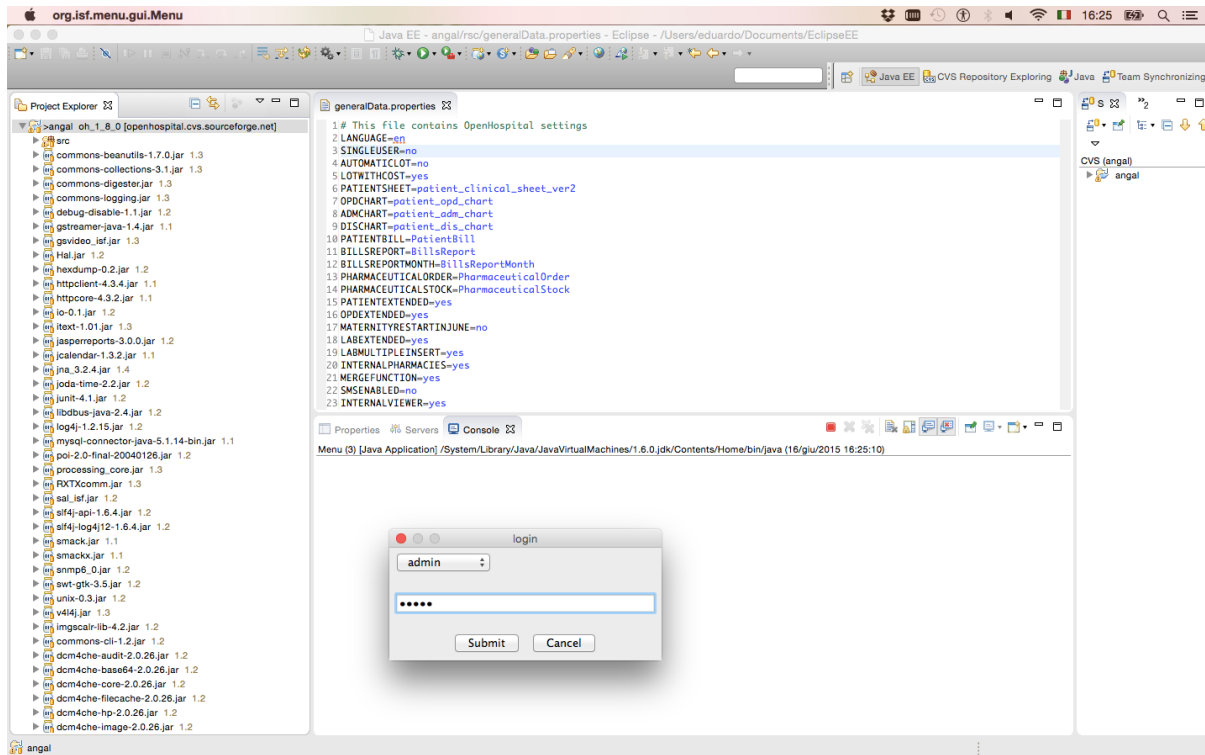 org.isf.menu.gui.Menu
16:25
Java EE - angal/rsc/generalData.properties - Eclipse - /Users/eduardo/Documents/EclipseEE
Java EE CVS Repository Exploring Java Team Synchronizing
Project Explorer
>angal oh_1_8_0 [openhospital.cvs.sourceforge.net]
src
commons-beanutils-1.7.0.jar 1.3
commons-collections-3.1.jar 1.3
commons-digester.jar 1.3
commons-logging.jar 1.3
debug-disable-1.1.jar 1.2
gstreamer-java-1.4.jar 1.1
gsvideo_isf.jar 1.3
Hal.jar 1.2
hexdump-0.2.jar 1.2
httpclient-4.3.4.jar 1.1
httpcore-4.3.2.jar 1.1
io-0.1.jar 1.2
itext-1.01.jar 1.3
jasperreports-3.0.0.jar 1.2
jcalendar-1.3.2.jar 1.1
jna_3.2.4.jar 1.4
joda-time-2.2.jar 1.2
junit-4.1.jar 1.2
libdbus-java-2.4.jar 1.2
log4j-1.2.15.jar 1.2
mysql-connector-java-5.1.14-bin.jar 1.1
poi-2.0-final-20040126.jar 1.2
processing_core.jar 1.3
RXTXcomm.jar 1.3
sal_isf.jar 1.2
slf4j-api-1.6.4.jar 1.2
slf4j-log4j12-1.6.4.jar 1.2
smack.jar 1.1
smackx.jar 1.1
snmp6_0.jar 1.2
swt-gtk-3.5.jar 1.2
unix-0.3.jar 1.2
v4l4j.jar 1.3
imgscalr-lib-4.2.jar 1.2
commons-cli-1.2.jar 1.2
dcm4che-audit-2.0.26.jar 1.2
dcm4che-base64-2.0.26.jar 1.2
dcm4che-core-2.0.26.jar 1.2
dcm4che-filecache-2.0.26.jar 1.2
dcm4che-hp-2.0.26.jar 1.2
dcm4che-image-2.0.26.jar 1.2
generalData.properties
1 # This file contains OpenHospital settings
2 LANGUAGE=en
3 SINGLEUSER=no
4 AUTOMATICLOT=no
5 LOTWITHCOST=yes
6 PATIENTSHEET=patient_clinical_sheet_ver2
7 OPDCHART=patient_opd_chart
8 ADMCHART=patient_adm_chart
9 DISCHART=patient_dis_chart
10 PATIENTBILL=PatientBill
11 BILLSREPORT=BillsReport
12 BILLSREPORTMONTH=BillsReportMonth
13 PHARMACEUTICALORDER=PharmaceuticalOrder
14 PHARMACEUTICALSTOCK=PharmaceuticalStock
15 PATIENTEXTENDED=yes
16 OPDEXTENDED=yes
17 MATERNITYRESTARTINJUNE=no
18 LABEXTENDED=yes
19 LABMULTIPLEINSERT=yes
20 INTERNALPHARMACIES=yes
21 MERGEFUNCTION=yes
22 SMSENABLED=no
23 INTERNALVIEWER=yes
Properties Servers Console
Menu (3) [Java Application] /System/Library/Java/JavaVirtualMachines/1.6.0.jdk/Contents/Home/bin/java (16/giu/2015 16:25:10)
login
admin
•••••
Submit Cancel
S
"2
CVS (angal)
angal
angal